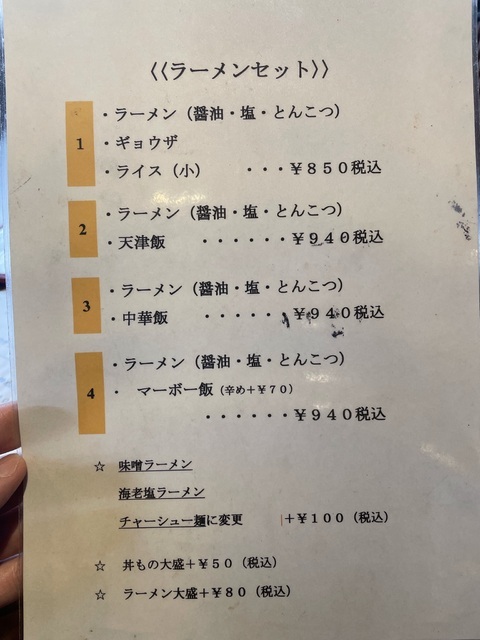 〈〈ラーメンセット〉〉
1
・ラーメン（醤油・塩・とんこつ）
・ギョウザ
・ライス（小）　・・・￥８５０税込
2
・ラーメン（醤油・塩・とんこつ）
・天津飯　・・・・・・￥９４０税込
3
・ラーメン（醤油・塩・とんこつ）
・中華飯　・・・・・・￥９４０税込
4
・ラーメン（醤油・塩・とんこつ）
・　マーボー飯（辛め＋￥７０）
・・・・・・￥９４０税込
☆　味噌ラーメン
海老塩ラーメン
チャーシュー麺に変更　＋￥１００（税込）
☆　丼もの大盛＋￥５０（税込）
☆　ラーメン大盛＋￥８０（税込）